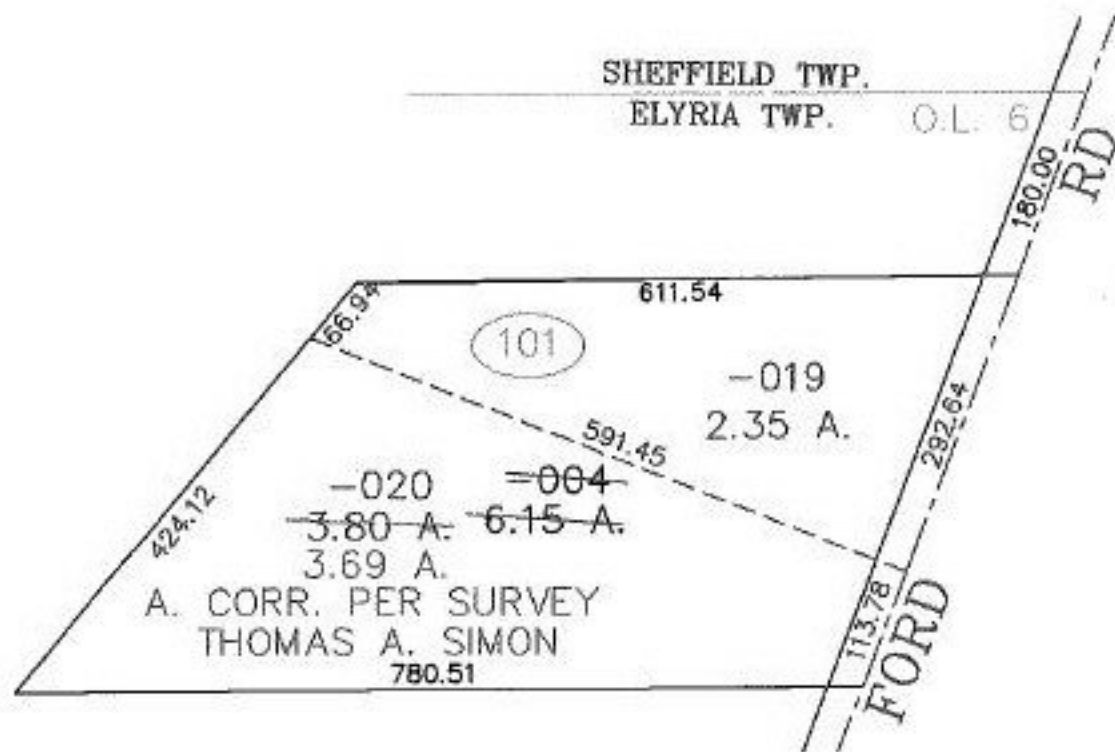 SHEFFIELD TWP.
ELYRIA TWP. O.L. 6
180.00
RD
611.54
66.94
101
-019
2.35 A.
292.64
591.45
-020 -004
3.80 A. 6.15 A.
3.69 A.
424.12
A. CORR. PER SURVEY
THOMAS A. SIMON
113.78
FORD
780.51